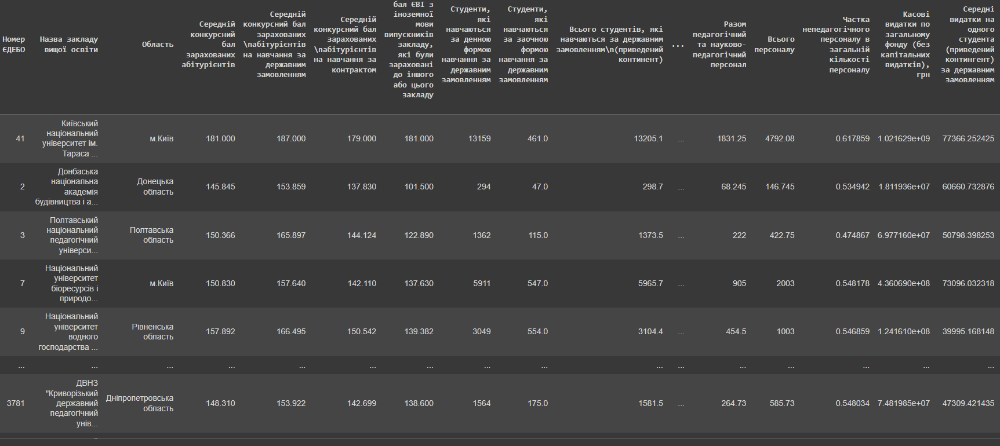 Номер ЄДЕБО
Назва закладу вищої освіти
Область
Середній конкурсний бал зарахованих абітурієнтів
Середній конкурсний бал зарахованих \nабітурієнтів на навчання за державним замовленням
Середній конкурсний бал зарахованих \nабітурієнтів на навчання за контрактом
бал ЄВІ з іноземної мови випускників закладу, які були зараховані до іншого або цього закладу
Студенти, які навчаються за денною формою навчання за державним замовленням
Студенти, які навчаються за заочною формою навчання за державним замовленням
Всього студентів, які навчаються за державним замовленням\n(приведений континент)
...
Разом педагогічний та науково-педагогічний персонал
Всього персоналу
Частка непедагогічного персоналу в загальній кількості персоналу
Касові видатки по загальному фонду (без капітальних видатків), грн
Середні видатки на одного студента (приведений контингент) за державним замовленням
41 Київський національний університет ім. Тараса ... м.Київ 181.000 187.000 179.000 181.000 13159 461.0 13205.1 ... 1831.25 4792.08 0.617859 1.021629e+09 77366.252425
2 Донбаська національна академія будівництва і а... Донецька область 145.845 153.859 137.830 101.500 294 47.0 298.7 ... 68.245 146.745 0.534942 1.811936e+07 60660.732876
3 Полтавський національний педагогічний універси... Полтавська область 150.366 165.897 144.124 122.890 1362 115.0 1373.5 ... 222 422.75 0.474867 6.977160e+07 50798.398253
7 Національний університет біоресурсів і природо... м.Київ 150.830 157.640 142.110 137.630 5911 547.0 5965.7 ... 905 2003 0.548178 4.360690e+08 73096.032318
9 Національний університет водного господарства ... Рівненська область 157.892 166.495 150.542 139.382 3049 554.0 3104.4 ... 454.5 1003 0.546859 1.241610e+08 39995.168148
... ... ... ... ... ... ... ... ... ... ... ... ... ... ... ...
3781 ДВНЗ "Криворізький державний педагогічний унів... Дніпропетровська область 148.310 153.922 142.699 138.600 1564 175.0 1581.5 ... 264.73 585.73 0.548034 7.481985e+07 47309.421435